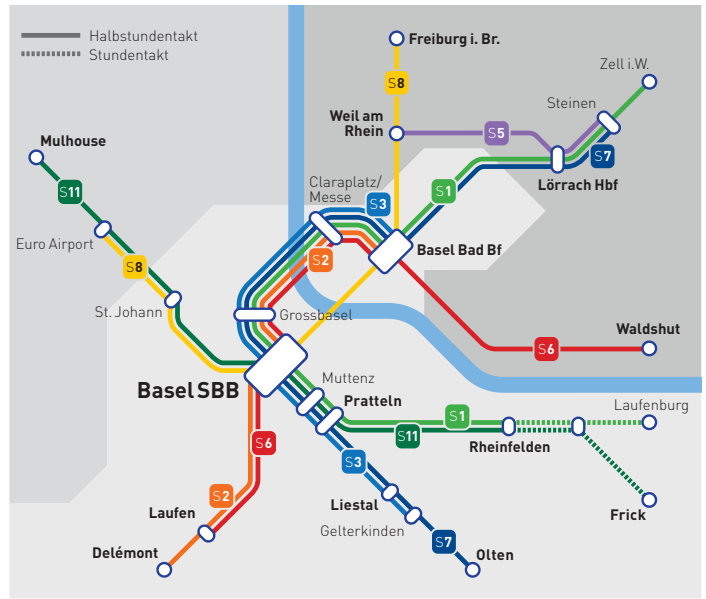 Halbstundentakt
Stundentakt
Freiburg i. Br.
Zell i.W.
S8
Steinen
Weil am
Rhein
S5
Mulhouse
S7
S11
Lörrach Hbf
Claraplatz/
Messe
S3
S1
Euro Airport
Basel Bad Bf
S8
S2
St. Johann
Grossbasel
Waldshut
S6
Muttenz
Basel SBB
Pratteln
Laufenburg
S1
S11
S6
Rheinfelden
S3
S2
Liestal
Laufen
Frick
Gelterkinden
S7
Delémont
Olten